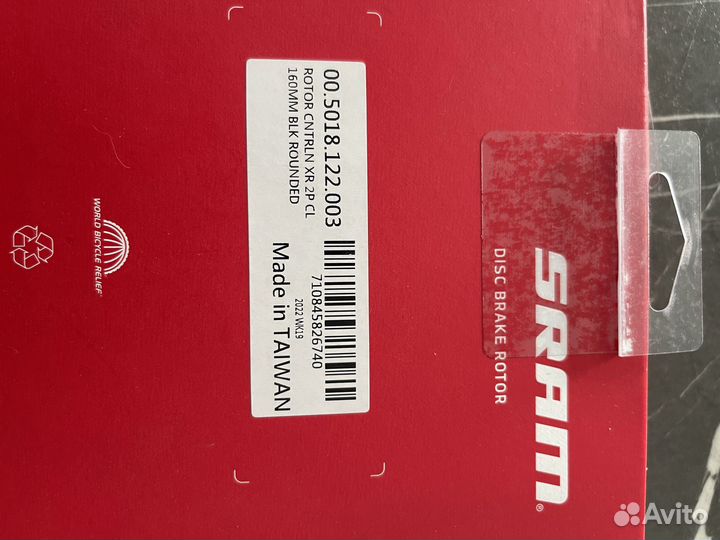 SRAM®
DISC BRAKE ROTOR
00.5018.122.003
ROTOR CNTRLN XR 2P CL
160MM BLK ROUNDED
710845826740
2022 WK19
Made in TAIWAN
WORLD BICYCLE RELIEF®
Avito